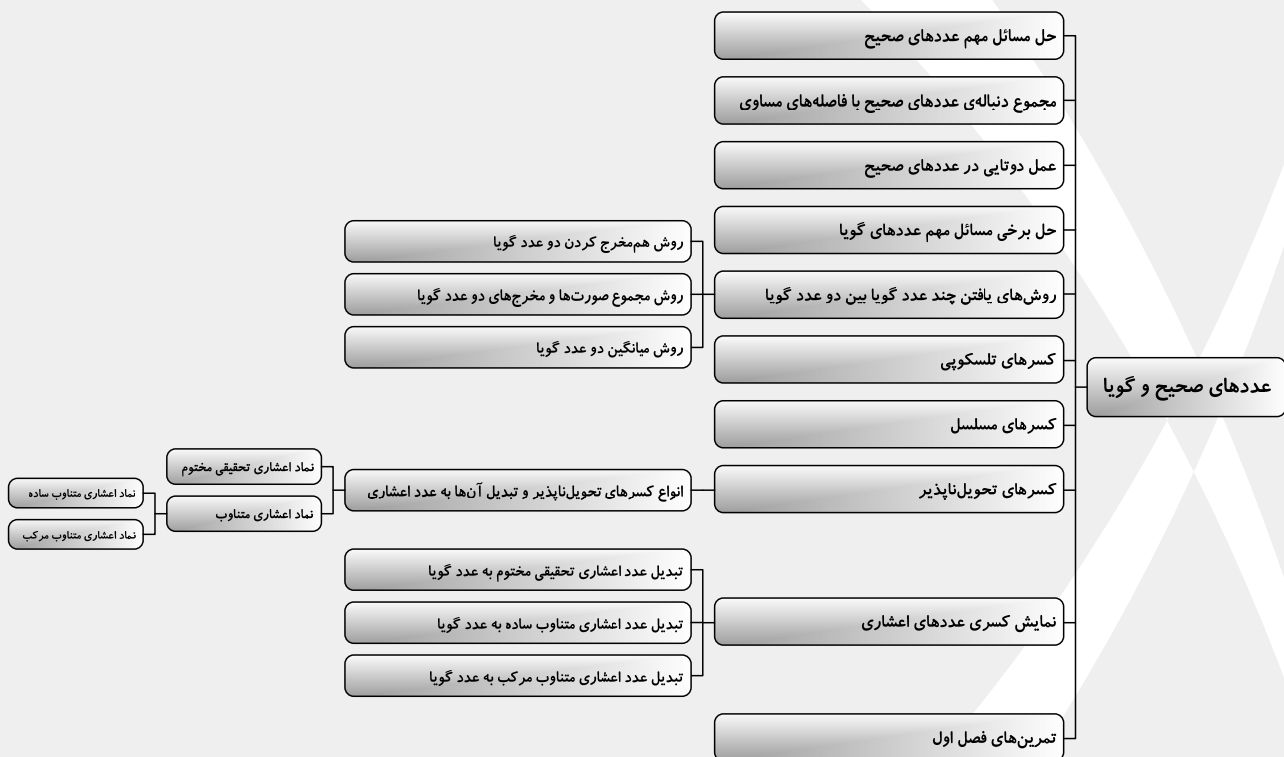 عددهای صحیح و گویا
حل مسائل مهم عددهای صحیح
مجموع دنباله‌ی عددهای صحیح با فاصله‌های مساوی
عمل دوتایی در عددهای صحیح
حل برخی مسائل مهم عددهای گویا
روش‌های یافتن چند عدد گویا بین دو عدد گویا
روش هم‌مخرج کردن دو عدد گویا
روش مجموع صورت‌ها و مخرج‌های دو عدد گویا
روش میانگین دو عدد گویا
کسرهای تلسکوپی
کسرهای مسلسل
کسرهای تحویل‌ناپذیر
انواع کسرهای تحویل‌ناپذیر و تبدیل آن‌ها به عدد اعشاری
نماد اعشاری تحقیقی مختوم
نماد اعشاری متناوب
نماد اعشاری متناوب ساده
نماد اعشاری متناوب مرکب
نمایش کسری عددهای اعشاری
تبدیل عدد اعشاری تحقیقی مختوم به عدد گویا
تبدیل عدد اعشاری متناوب ساده به عدد گویا
تبدیل عدد اعشاری متناوب مرکب به عدد گویا
تمرین‌های فصل اول